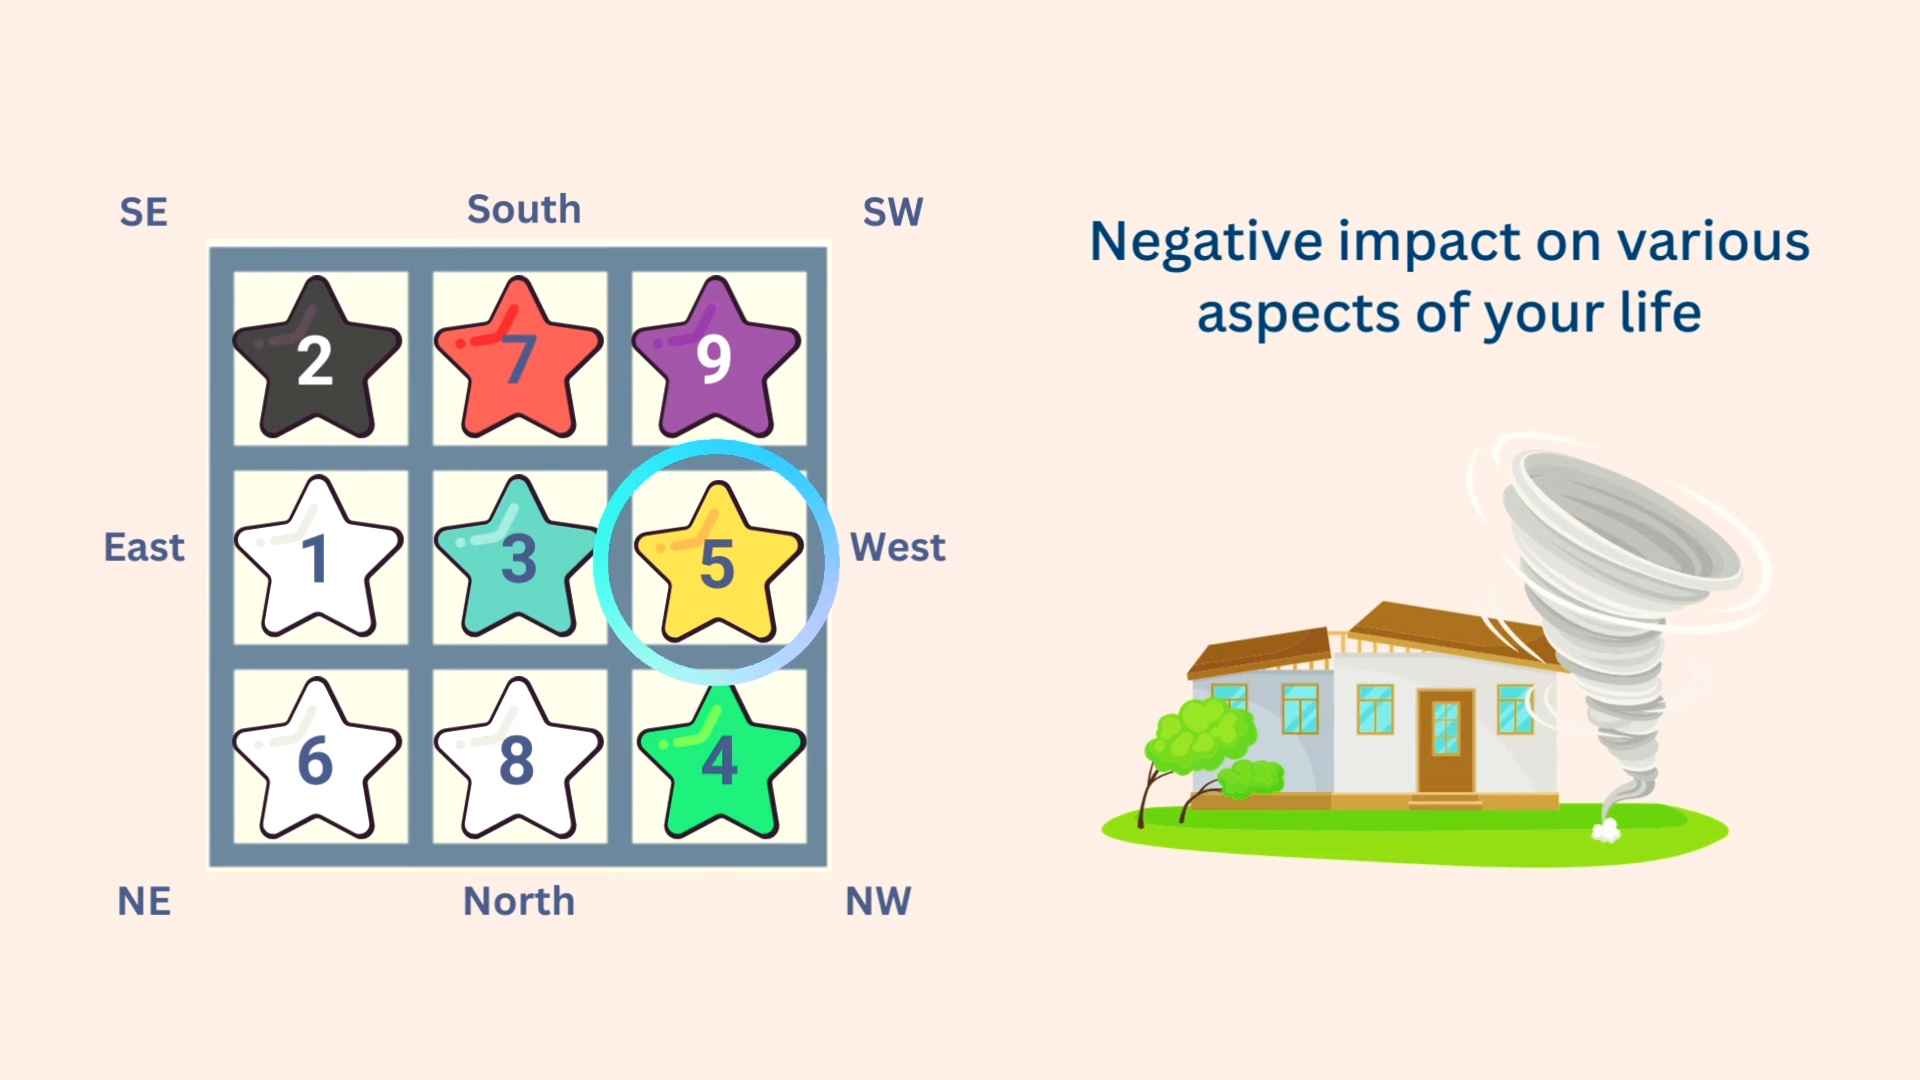 SE South SW
2 7 9
East 1 3 5 West
6 8 4
NE North NW
Negative impact on various
aspects of your life